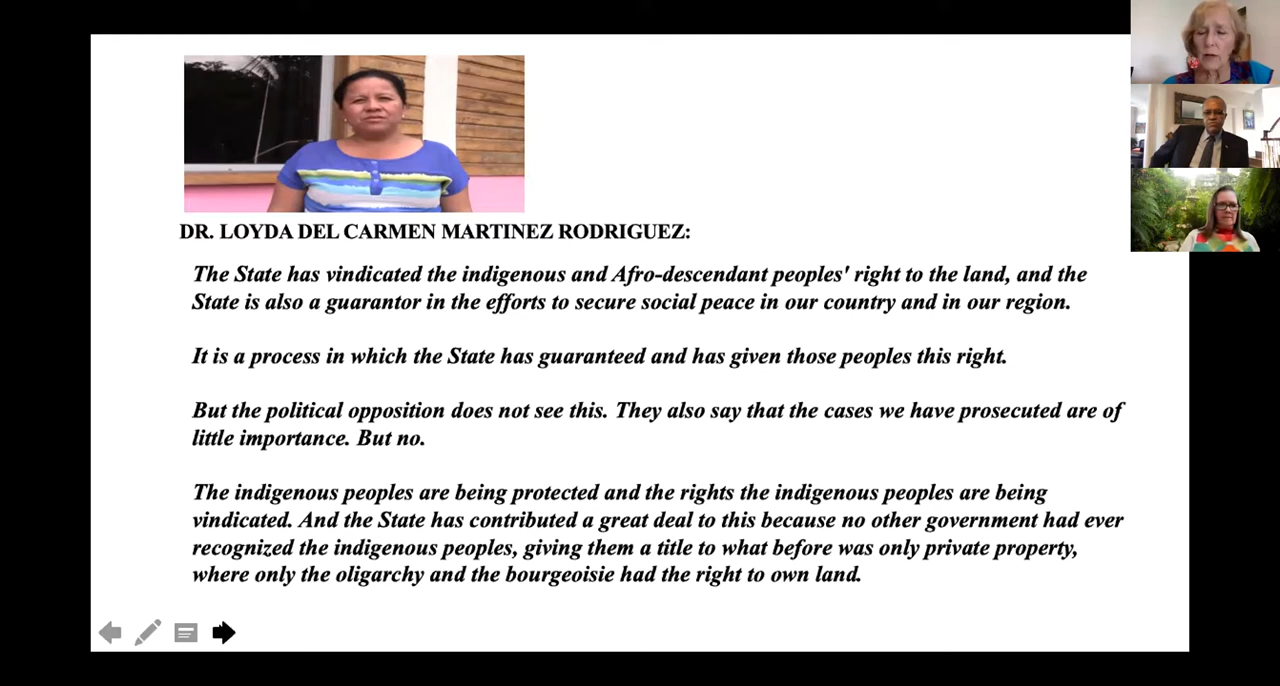 DR. LOYDA DEL CARMEN MARTINEZ RODRIGUEZ:
The State has vindicated the indigenous and Afro-descendant peoples' right to the land, and the
State is also a guarantor in the efforts to secure social peace in our country and in our region.
It is a process in which the State has guaranteed and has given those peoples this right.
But the political opposition does not see this. They also say that the cases we have prosecuted are of
little importance. But no.
The indigenous peoples are being protected and the rights the indigenous peoples are being
vindicated. And the State has contributed a great deal to this because no other government had ever
recognized the indigenous peoples, giving them a title to what before was only private property,
where only the oligarchy and the bourgeoisie had the right to own land.